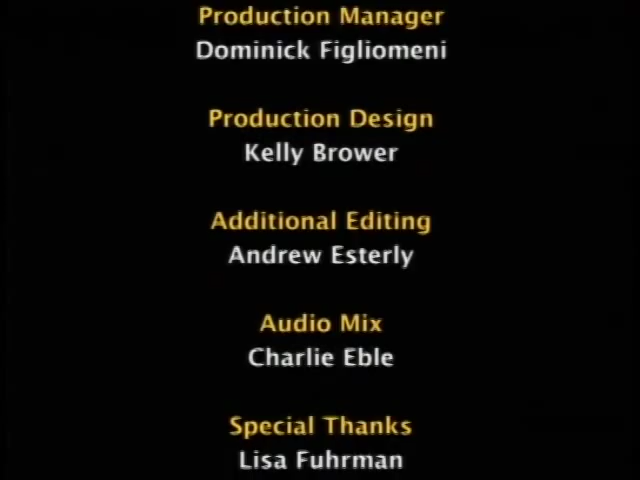 Production Manager
Dominick Figliomeni
Production Design
Kelly Brower
Additional Editing
Andrew Esterly
Audio Mix
Charlie Eble
Special Thanks
Lisa Fuhrman